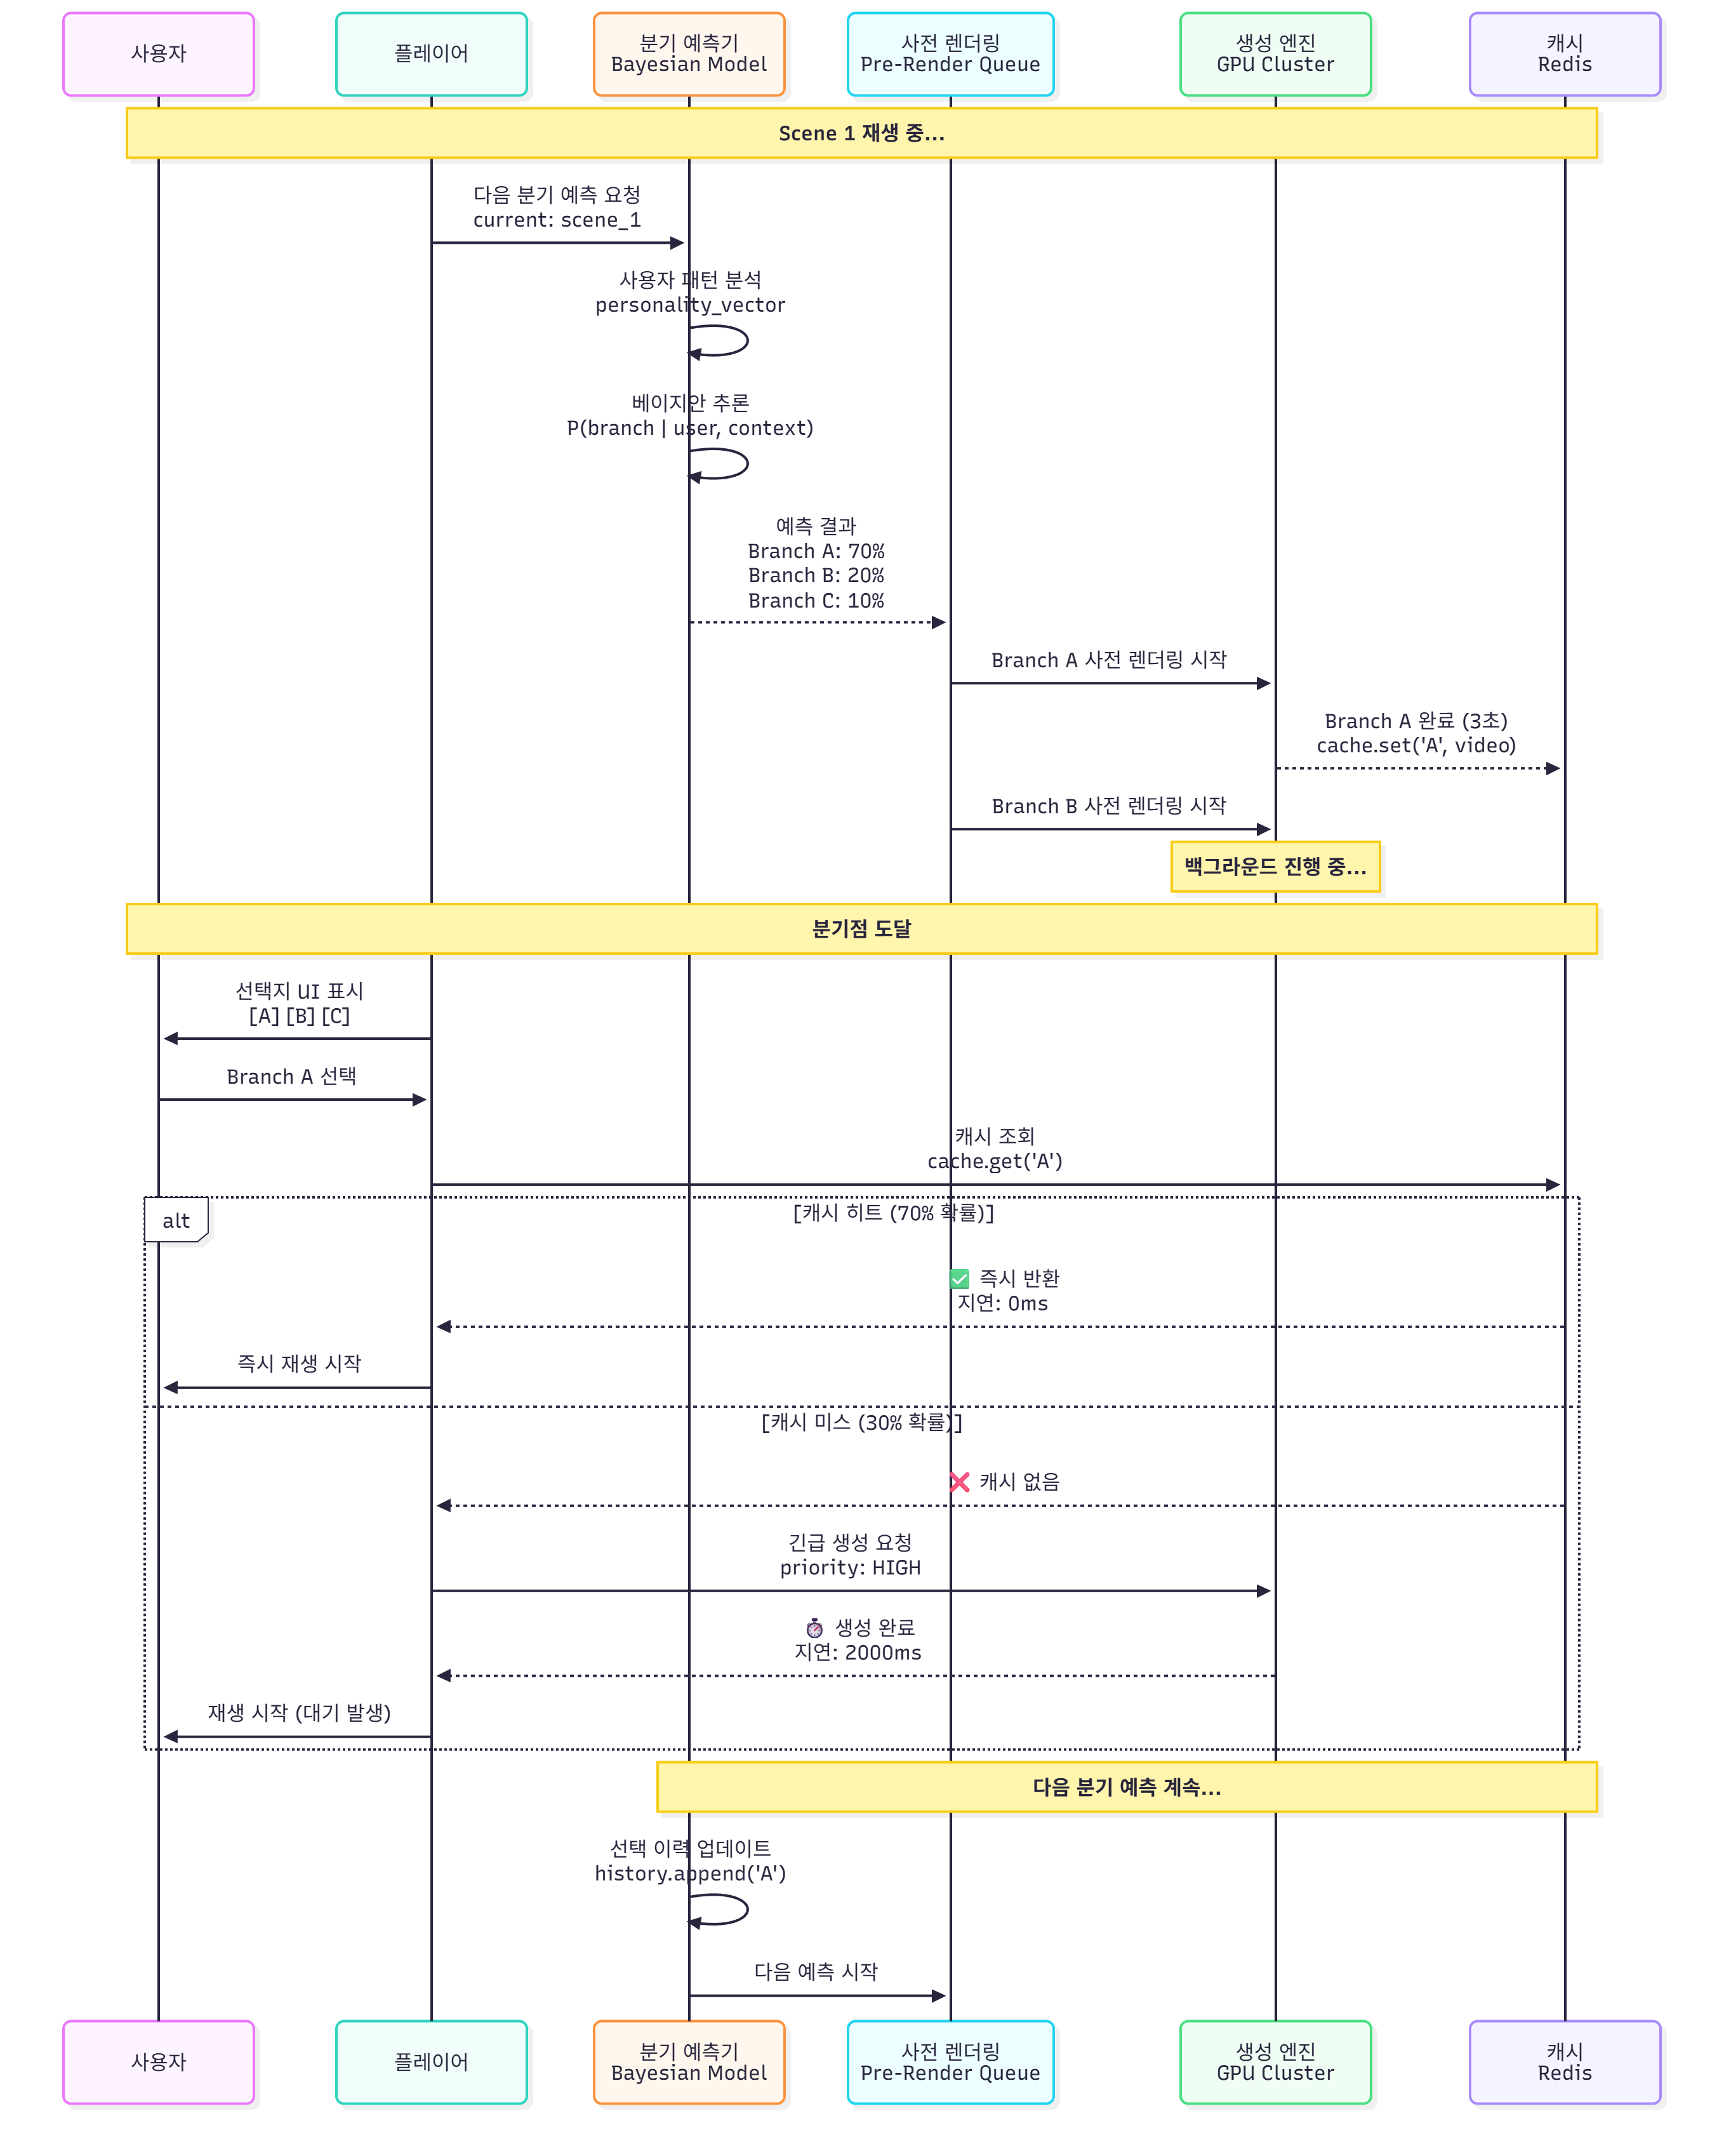 사용자
플레이어
분기 예측기
Bayesian Model
사전 렌더링
Pre-Render Queue
생성 엔진
GPU Cluster
캐시
Redis
Scene 1 재생 중...
다음 분기 예측 요청
current: scene_1
사용자 패턴 분석
personality_vector
베이지안 추론
P(branch | user, context)
예측 결과
Branch A: 70%
Branch B: 20%
Branch C: 10%
Branch A 사전 렌더링 시작
Branch A 완료 (3초)
cache.set('A', video)
Branch B 사전 렌더링 시작
백그라운드 진행 중...
분기점 도달
선택지 UI 표시
[A] [B] [C]
Branch A 선택
캐시 조회
cache.get('A')
alt
[캐시 히트 (70% 확률)]
✅ 즉시 반환
지연: 0ms
즉시 재생 시작
[캐시 미스 (30% 확률)]
❌ 캐시 없음
긴급 생성 요청
priority: HIGH
⏱️ 생성 완료
지연: 2000ms
재생 시작 (대기 발생)
다음 분기 예측 계속...
선택 이력 업데이트
history.append('A')
다음 예측 시작
사용자
플레이어
분기 예측기
Bayesian Model
사전 렌더링
Pre-Render Queue
생성 엔진
GPU Cluster
캐시
Redis